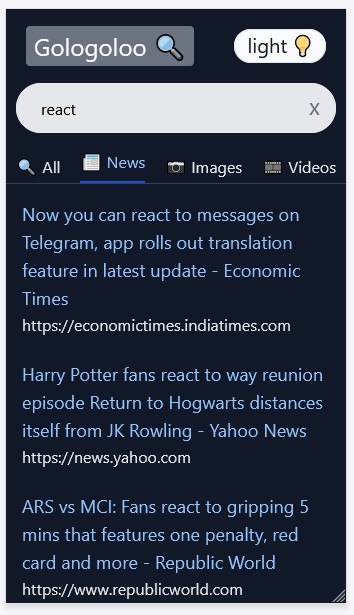 Gologoloo 🔍
light 💡
react
X
🔍 All
📰 News
📷 Images
📼 Videos
Now you can react to messages on
Telegram, app rolls out translation
feature in latest update - Economic
Times
https://economictimes.indiatimes.com
Harry Potter fans react to way reunion
episode Return to Hogwarts distances
itself from JK Rowling - Yahoo News
https://news.yahoo.com
ARS vs MCI: Fans react to gripping 5
mins that features one penalty, red
card and more - Republic World
https://www.republicworld.com